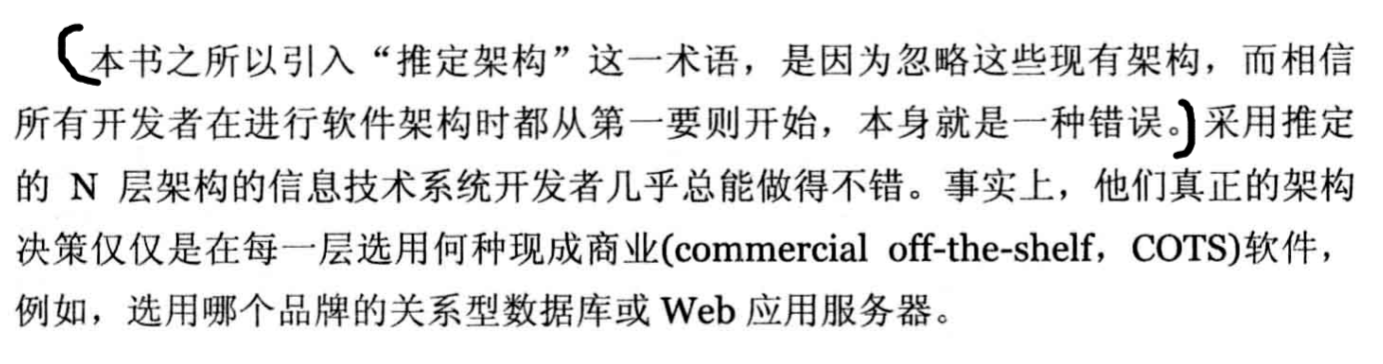 本书之所以引入“推定架构”这一术语，是因为忽略这些现有架构，而相信
所有开发者在进行软件架构时都从第一要则开始，本身就是一种错误。采用推定
的 N 层架构的信息技术系统开发者几乎总能做得不错。事实上，他们真正的架构
决策仅仅是在每一层选用何种现成商业(commercial off-the-shelf，COTS)软件，
例如，选用哪个品牌的关系型数据库或 Web 应用服务器。